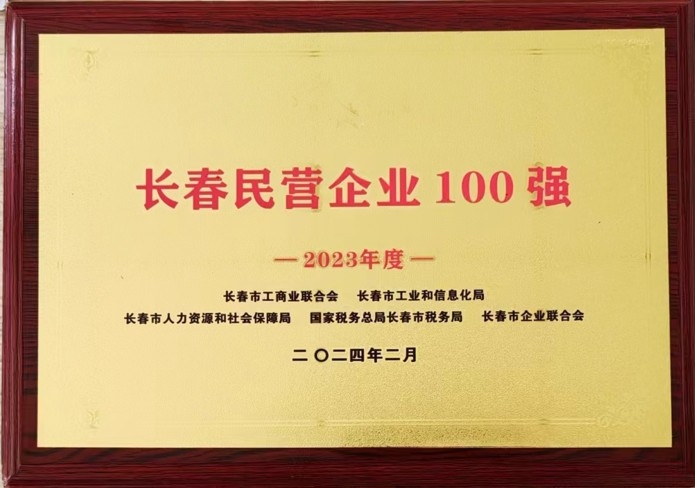 长春民营企业100强
—2023年度—
长春市工商业联合会 长春市工业和信息化局
长春市人力资源和社会保障局 国家税务总局长春市税务局 长春市企业联合会
二〇二四年二月